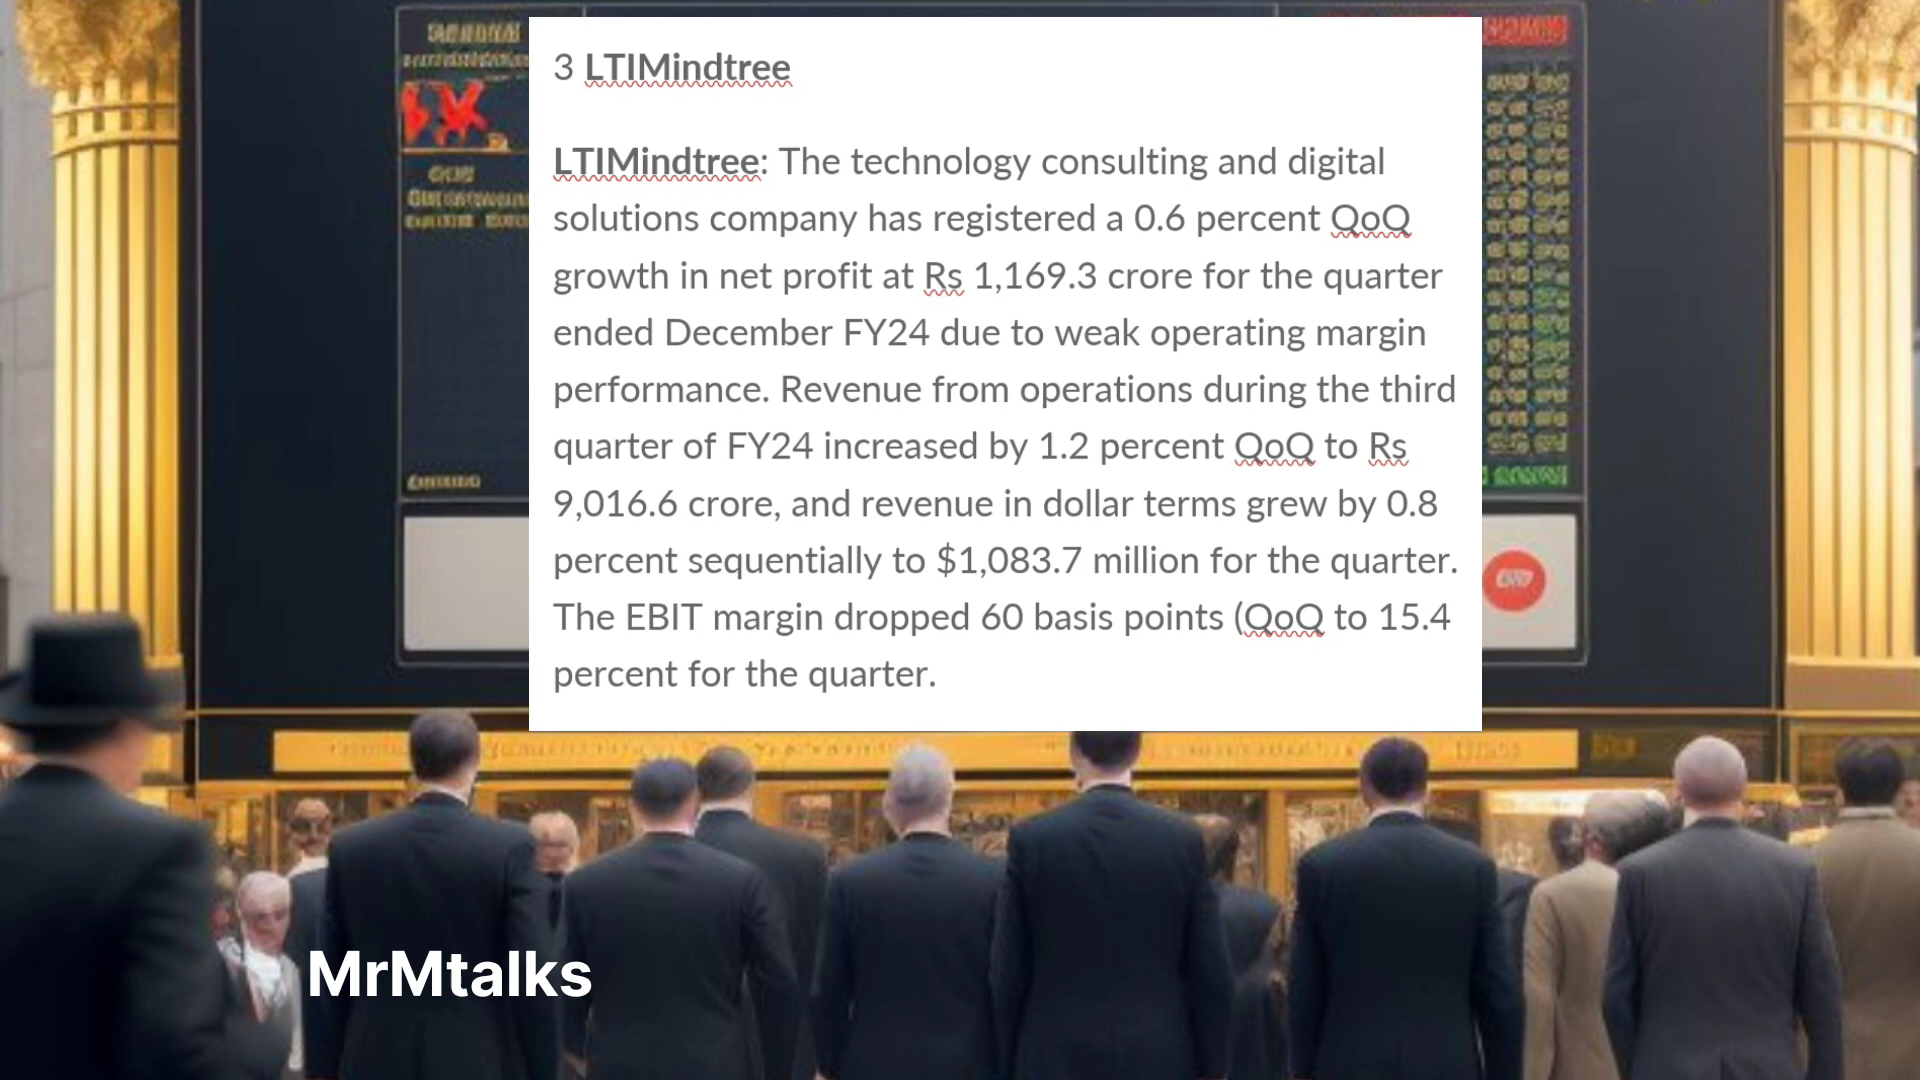 3 LTIMindtree
LTIMindtree: The technology consulting and digital
solutions company has registered a 0.6 percent QoQ
growth in net profit at Rs 1,169.3 crore for the quarter
ended December FY24 due to weak operating margin
performance. Revenue from operations during the third
quarter of FY24 increased by 1.2 percent QoQ to Rs
9,016.6 crore, and revenue in dollar terms grew by 0.8
percent sequentially to $1,083.7 million for the quarter.
The EBIT margin dropped 60 basis points (QoQ to 15.4
percent for the quarter.
MrMtalks